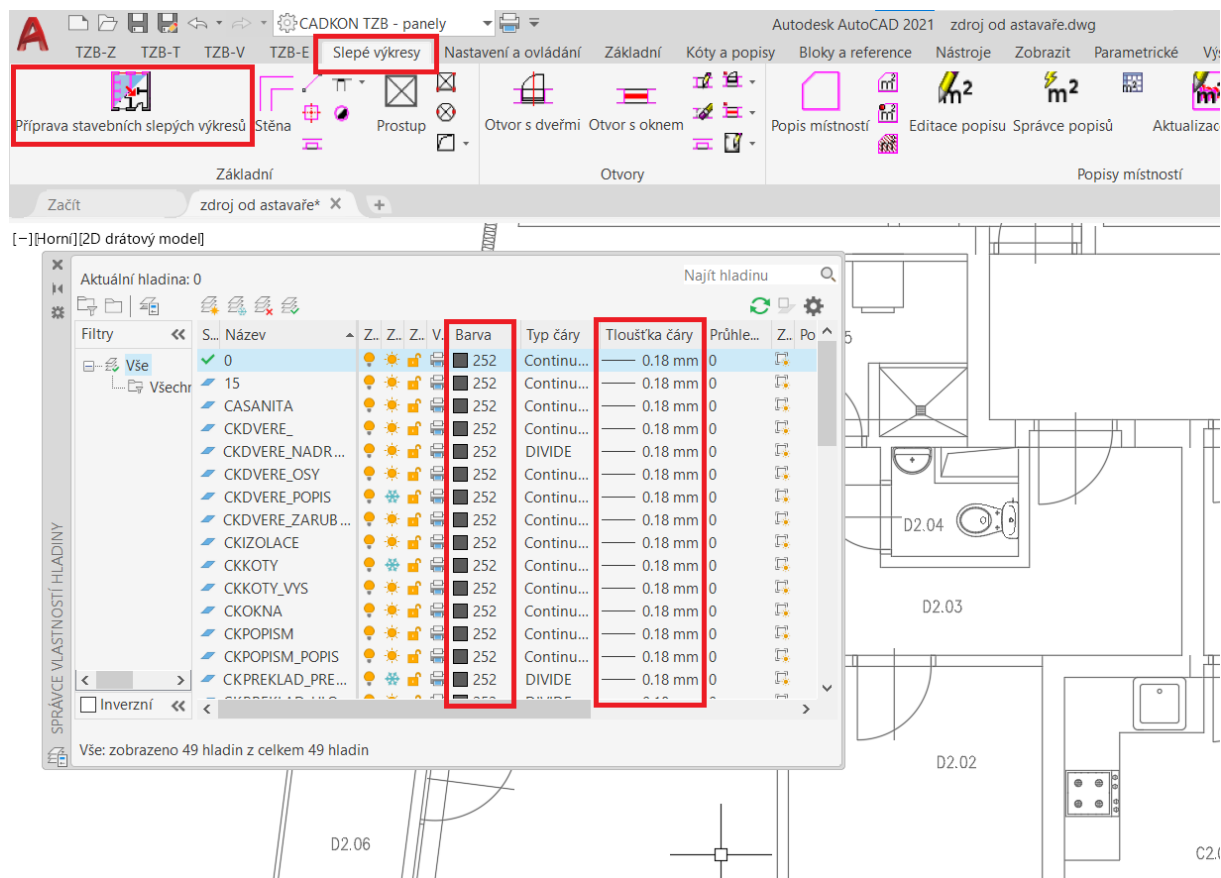 CADKON TZB - panely
Autodesk AutoCAD 2021 zdroj od astavaře.dwg
TZB-Z TZB-T TZB-V TZB-E Slepé výkresy Nastavení a ovládání Základní Kóty a popisy Bloky a reference Nástroje Zobrazit Parametrické
Příprava stavebních slepých výkresů Stěna Prostup Otvor s dveřmi Otvor s oknem Popis místností Editace popisu Správce popisů Aktualizac
Základní Otvory Popisy místností
Začít zdroj od astavaře* +
[−][Horní][2D drátový model]
Aktuální hladina: 0
Najít hladinu
Filtry
S... Název Z.. Z.. Z.. V. Barva Typ čáry Tloušťka čáry Průhle... Z.. Po
Vše
Všechr
0 252 Continu... 0.18 mm 0
15 252 Continu... 0.18 mm 0
CASANITA 252 Continu... 0.18 mm 0
CKDVERE_ 252 Continu... 0.18 mm 0
CKDVERE_NADR... 252 DIVIDE 0.18 mm 0
CKDVERE_OSY 252 Continu... 0.18 mm 0
CKDVERE_POPIS 252 Continu... 0.18 mm 0
CKDVERE_ZARUB... 252 Continu... 0.18 mm 0
CKIZOLACE 252 Continu... 0.18 mm 0
CKKOTY 252 Continu... 0.18 mm 0
CKKOTY_VYS 252 Continu... 0.18 mm 0
CKOKNA 252 Continu... 0.18 mm 0
CKPOPISM 252 Continu... 0.18 mm 0
CKPOPISM_POPIS 252 Continu... 0.18 mm 0
CKPREKLAD_PRE... 252 DIVIDE 0.18 mm 0
Inverzní
Vše: zobrazeno 49 hladin z celkem 49 hladin
SPRÁVCE VLASTNOSTÍ HLADINY
5
D2.04
D2.03
D2.02
D2.06
C2.0